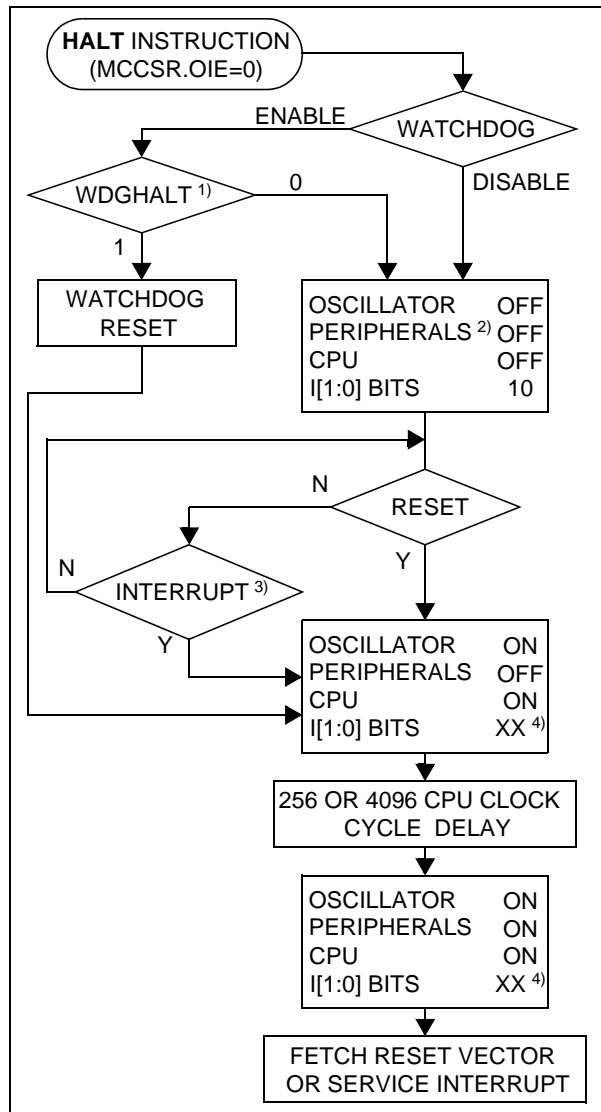 HALT INSTRUCTION
(MCCSR.OIE=0)
ENABLE
WATCHDOG
WDGHALT 1)
0
DISABLE
1
WATCHDOG
RESET
OSCILLATOR OFF
PERIPHERALS 2) OFF
CPU OFF
I[1:0] BITS 10
N
RESET
N
INTERRUPT 3)
Y
Y
OSCILLATOR ON
PERIPHERALS OFF
CPU ON
I[1:0] BITS XX 4)
256 OR 4096 CPU CLOCK
CYCLE DELAY
OSCILLATOR ON
PERIPHERALS ON
CPU ON
I[1:0] BITS XX 4)
FETCH RESET VECTOR
OR SERVICE INTERRUPT